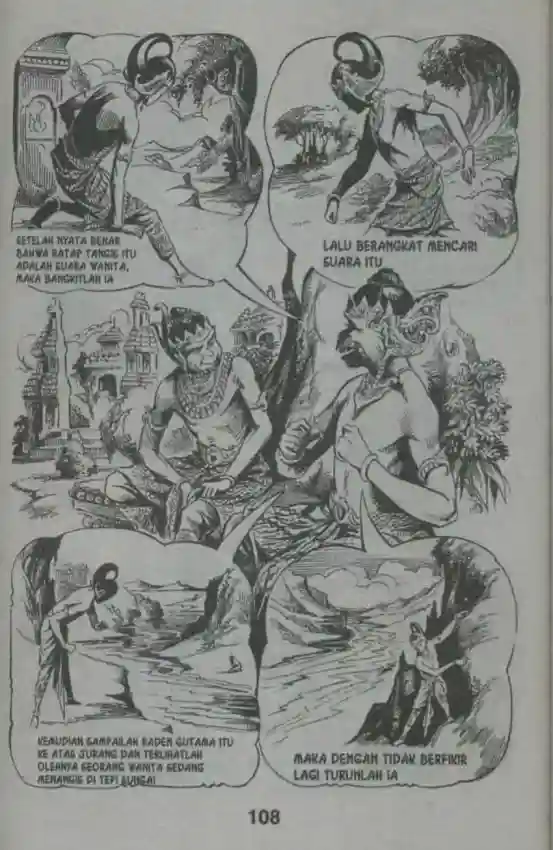 SETELAH NYATA BENAR
BAHWA RATAP TANGIS ITU
ADALAH SUARA WANITA,
MAKA BANGKITLAH IA
LALU BERANGKAT MENCARI
SUARA ITU
KEMUDIAN SAMPAILAH RADEN SUTAMA ITU
KE ATAS JURANG DAN TERLIHATLAH
OLEHNYA SEORANG WANITA SEDANG
MENANGIS DI TEPI SUNGAI
MAKA DENGAN TIDAK BERFIKIR
LAGI TURUNLAH IA
108